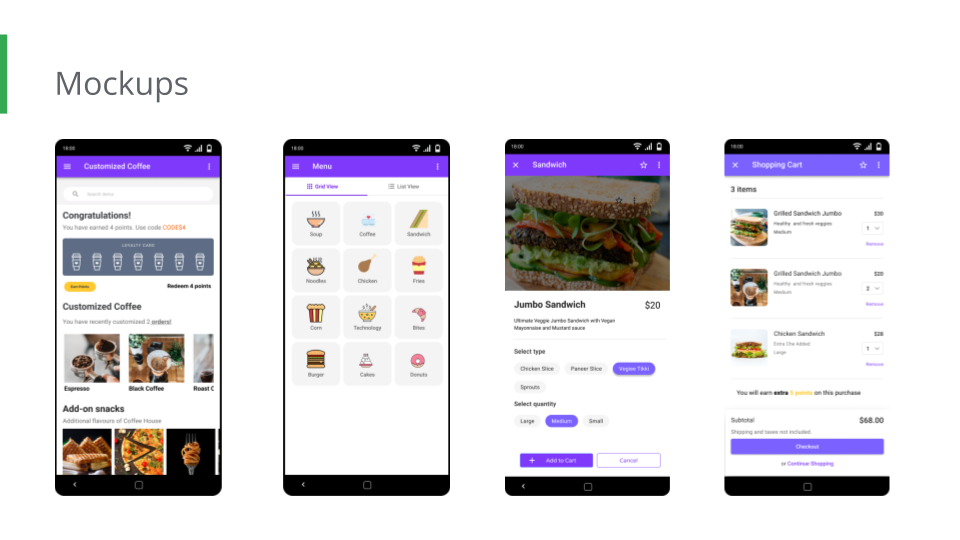 Mockups
18:00
Customized Coffee
Search items
Congratulations!
You have earned 4 points. Use code CODE$4
LOYALTY CARD
Earn Points
Redeem 4 points
Customized Coffee
You have recently customized 2 orders!
Espresso
Black Coffee
Roast C
Add-on snacks
Additional flavours of Coffee House
18:00
Menu
Grid View
List View
Soup
Coffee
Sandwich
Noodles
Chicken
Fries
Corn
Technology
Bites
Burger
Cakes
Donuts
18:00
Sandwich
Jumbo Sandwich
$20
Ultimate Veggie Jumbo Sandwich with Vegan
Mayonnaise and Mustard sauce
Select type
Chicken Slice
Paneer Slice
Vegies Tikki
Sprouts
Select quantity
Large
Medium
Small
+ Add to Cart
Cancel
18:00
Shopping Cart
3 items
Grilled Sandwich Jumbo
Healthy and fresh veggies
Medium
1
Remove
Grilled Sandwich Jumbo
$20
Healthy and fresh veggies
Medium
2
Remove
Chicken Sandwich
$28
Extra Che Added
Large
1
Remove
You will earn extra 5 points on this purchase
Subtotal
$68.00
Shipping and taxes not included.
Checkout
or Continue Shopping